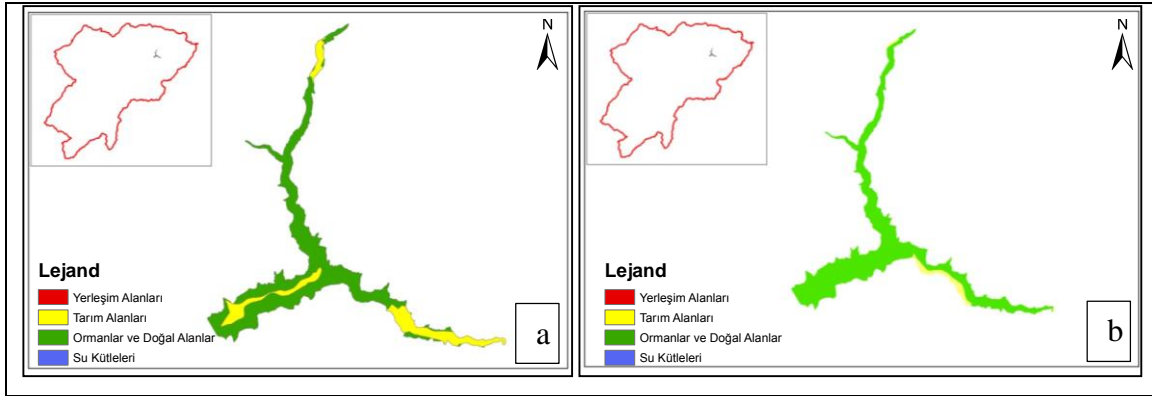 N
Lejand
Yerleşim Alanları
Tarım Alanları
Ormanlar ve Doğal Alanlar
Su Kütleleri
a
N
Lejand
Yerleşim Alanları
Tarım Alanları
Ormanlar ve Doğal Alanlar
Su Kütleleri
b